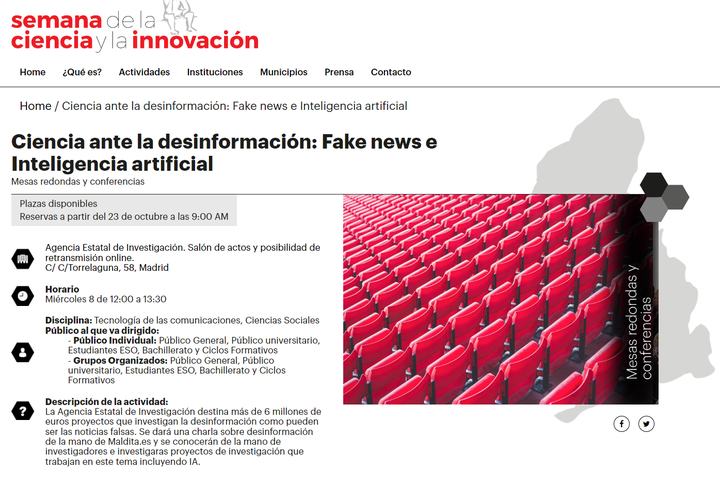 semana de la
ciencia y la innovación
Home ¿Qué es? Actividades Instituciones Municipios Prensa Contacto
Home / Ciencia ante la desinformación: Fake news e Inteligencia artificial
Ciencia ante la desinformación: Fake news e
Inteligencia artificial
Mesas redondas y conferencias
Plazas disponibles
Reservas a partir del 23 de octubre a las 9:00 AM
Agencia Estatal de Investigación. Salón de actos y posibilidad de
retransmisión online.
C/ C/Torrelaguna, 58, Madrid
Horario
Miércoles 8 de 12:00 a 13:30
Disciplina: Tecnología de las comunicaciones, Ciencias Sociales
Público al que va dirigido:
- Público Individual: Público General, Público universitario,
Estudiantes ESO, Bachillerato y Ciclos Formativos
- Grupos Organizados: Público General, Público
universitario, Estudiantes ESO, Bachillerato y Ciclos
Formativos
?
Descripción de la actividad:
La Agencia Estatal de Investigación destina más de 6 millones de
euros proyectos que investigan la desinformación como pueden
ser las noticias falsas. Se dará una charla sobre desinformación
de la mano de Maldita.es y se conocerán de la mano de
investigadores e investigaras proyectos de investigación que
trabajan en este tema incluyendo IA.
Mesas redondas y
conferencias